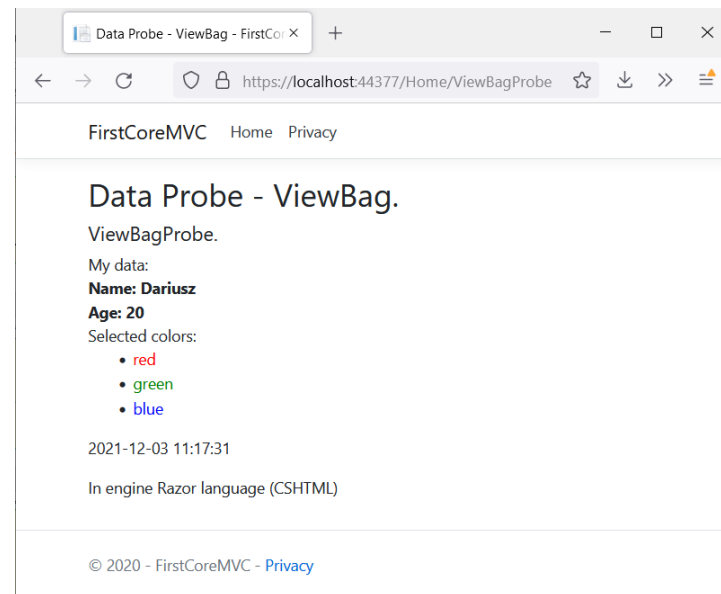 Data Probe - ViewBag - FirstCor
https://localhost:44377/Home/ViewBagProbe
FirstCoreMVC Home Privacy
Data Probe - ViewBag.
ViewBagProbe.
My data:
Name: Dariusz
Age: 20
Selected colors:
• red
• green
• blue
2021-12-03 11:17:31
In engine Razor language (CSHTML)
© 2020 - FirstCoreMVC - Privacy